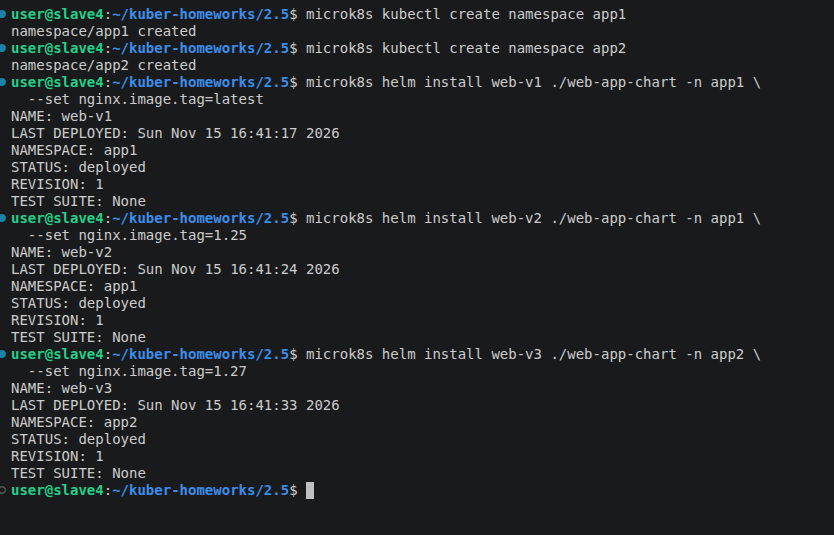 user@slave4:~/kuber-homeworks/2.5$ microk8s kubectl create namespace app1
namespace/app1 created
user@slave4:~/kuber-homeworks/2.5$ microk8s kubectl create namespace app2
namespace/app2 created
user@slave4:~/kuber-homeworks/2.5$ microk8s helm install web-v1 ./web-app-chart -n app1 \
  --set nginx.image.tag=latest
NAME: web-v1
LAST DEPLOYED: Sun Nov 15 16:41:17 2026
NAMESPACE: app1
STATUS: deployed
REVISION: 1
TEST SUITE: None
user@slave4:~/kuber-homeworks/2.5$ microk8s helm install web-v2 ./web-app-chart -n app1 \
  --set nginx.image.tag=1.25
NAME: web-v2
LAST DEPLOYED: Sun Nov 15 16:41:24 2026
NAMESPACE: app1
STATUS: deployed
REVISION: 1
TEST SUITE: None
user@slave4:~/kuber-homeworks/2.5$ microk8s helm install web-v3 ./web-app-chart -n app2 \
  --set nginx.image.tag=1.27
NAME: web-v3
LAST DEPLOYED: Sun Nov 15 16:41:33 2026
NAMESPACE: app2
STATUS: deployed
REVISION: 1
TEST SUITE: None
user@slave4:~/kuber-homeworks/2.5$